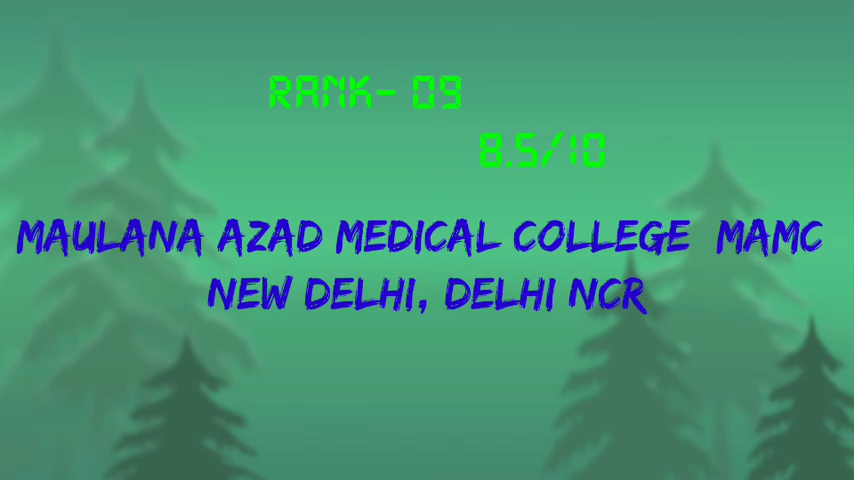 RANK- 09
8.5/10
MAULANA AZAD MEDICAL COLLEGE MAMC
NEW DELHI, DELHI NCR